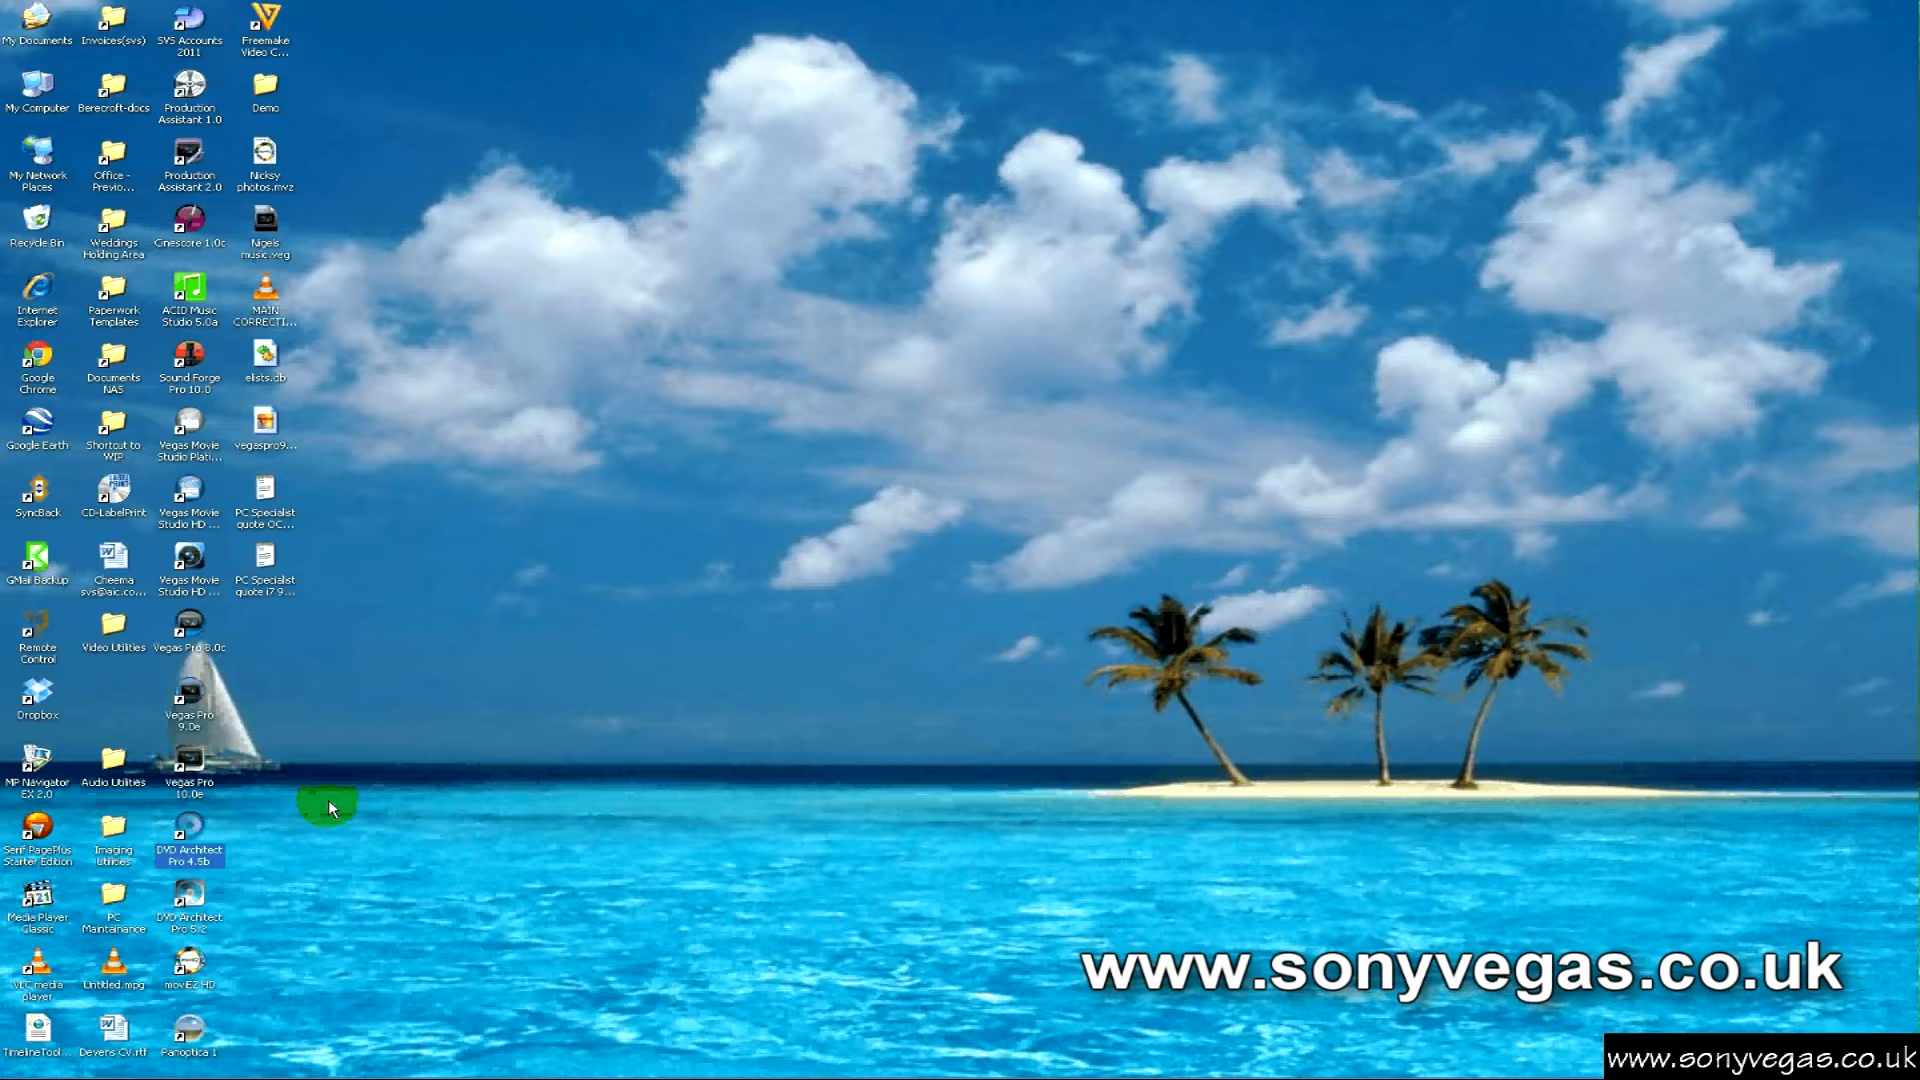 My Documents
Invoices(svs)
SVS Accounts
2011
Freemake
Video C...
My Computer
Berecroft-docs
Production
Assistant 1.0
Demo
My Network
Places
Office -
Previo...
Production
Assistant 2.0
Nicksy
photos.mvz
Recycle Bin
Weddings
Holding Area
Cinescore 1.0c
Nigels
music.veg
Internet
Explorer
Paperwork
Templates
ACID Music
Studio 5.0a
MAIN
CORRECTI...
Google
Chrome
Documents
NAS
Sound Forge
Pro 10.0
elists.db
Google Earth
Shortcut to
WIP
Vegas Movie
Studio Plati...
vegaspro9...
SyncBack
CD-LabelPrint
Vegas Movie
Studio HD ...
PC Specialist
quote OC...
GMail Backup
Cheema
svs@aic.co...
Vegas Movie
Studio HD ...
PC Specialist
quote i7 9...
Remote
Control
Video Utilities
Vegas Pro 8.0c
Dropbox
Vegas Pro
9.0e
MP Navigator
EX 2.0
Audio Utilities
Vegas Pro
10.0e
Serif PagePlus
Starter Edition
Imaging
Utilities
DVD Architect
Pro 4.5b
Media Player
Classic
PC
Maintainance
DVD Architect
Pro 5.2
VLC media
player
Untitled.mpg
moviEZ HD
TimelineTool...
Devens CV.rtf
Panoptica 1
www.sonyvegas.co.uk
www.sonyvegas.co.uk